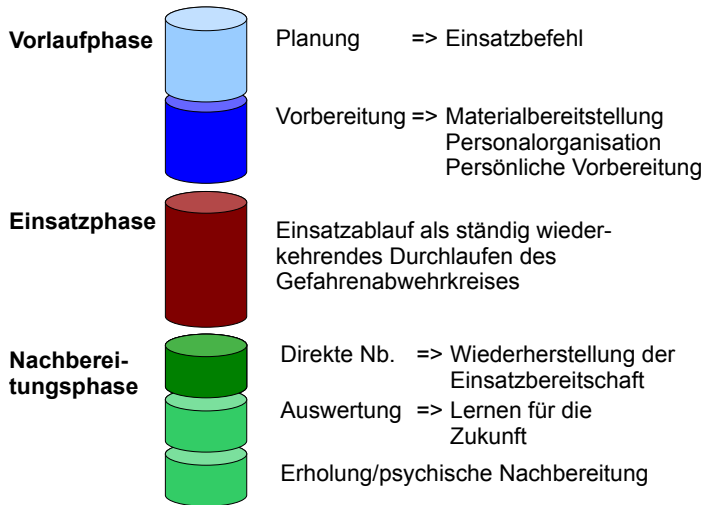 Vorlaufphase
Planung => Einsatzbefehl
Vorbereitung => Materialbereitstellung
Personalorganisation
Persönliche Vorbereitung
Einsatzphase
Einsatzablauf als ständig wieder-
kehrendes Durchlaufen des
Gefahrenabwehrkreises
Nachberei-
tungsphase
Direkte Nb. => Wiederherstellung der
Einsatzbereitschaft
Auswertung => Lernen für die
Zukunft
Erholung/psychische Nachbereitung